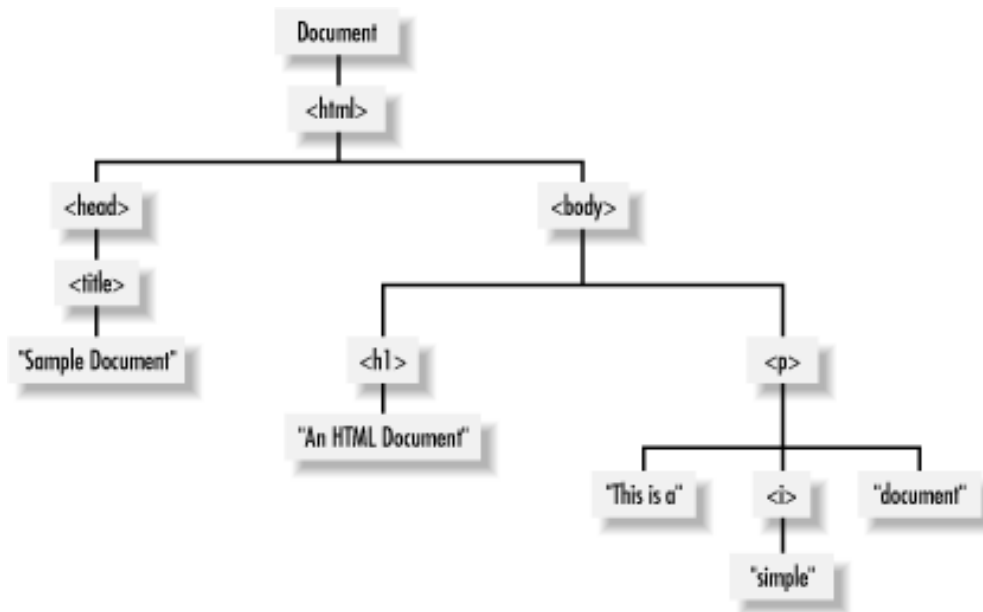 Document
<html>
<head>
<body>
<title>
"Sample Document"
<h1>
<p>
"An HTML Document"
"This is a"
<i>
"document"
"simple"